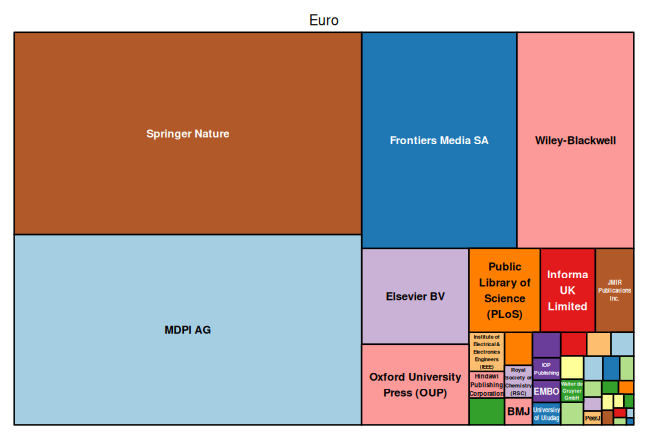 Euro
Springer Nature
MDPI AG
Frontiers Media SA
Wiley-Blackwell
Elsevier BV
Oxford University
Press (OUP)
Public
Library of
Science
(PLoS)
Informa
UK
Limited
JMIR
Publications
Inc.
Institute of
Electrical &
Electronics
Engineers
(IEEE)
Hindawi
Publishing
Corporation
Royal
Society of
Chemistry
(RSC)
BMJ
IOP
Publishing
EMBO
University
of Uludag
Walter de
Gruyter
GmbH
PeerJ